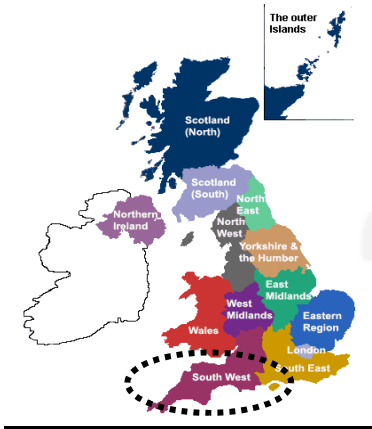 The outer
Islands
Scotland
(North)
Scotland
(South)
North
East
Northern
Ireland
North
West
Yorkshire &
the Humber
East
Midlands
West
Midlands
Eastern
Region
Wales
London
South East
South West